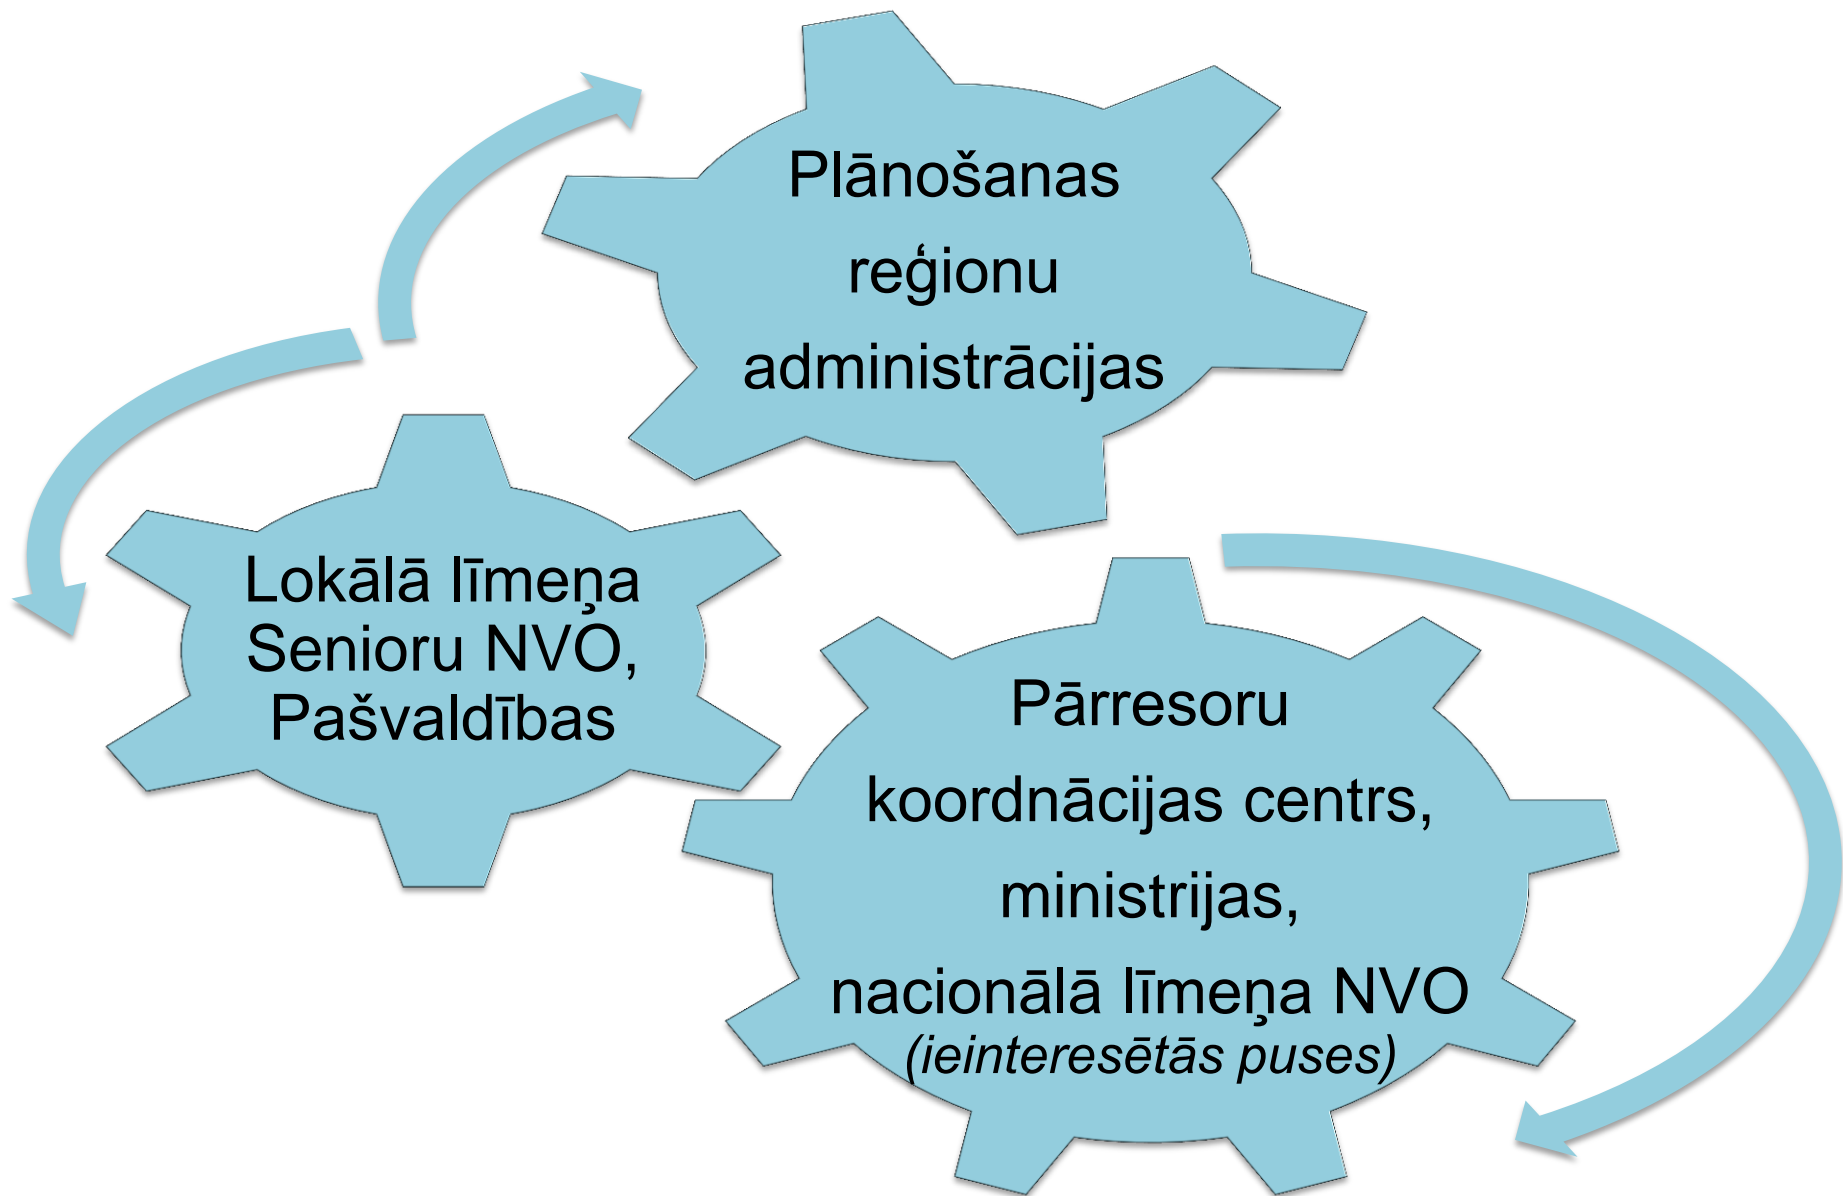 Plānošanas
reģionu
administrācijas
Lokālā līmeņa
Senioru NVO,
Pašvaldības
Pārresoru
koordnācijas centrs,
ministrijas,
nacionālā līmeņa NVO
(ieinteresētās puses)